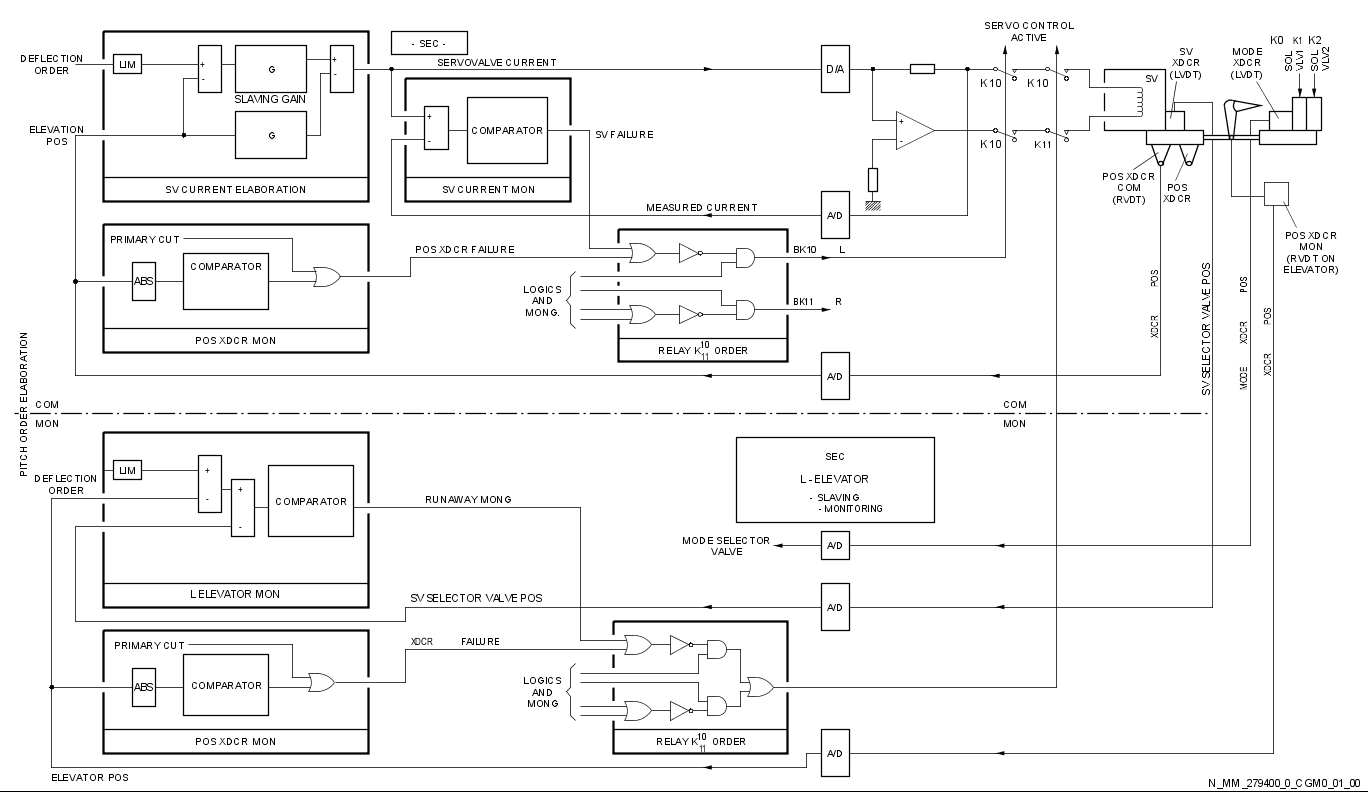 SERVO CONTROL
ACTIVE
DEFLECTION
ORDER
LIM
+
-
G
SLAVING GAIN
G
+
-
ELEVATION
POS
SV CURRENT ELABORATION
- SEC -
SERVOVALVE CURRENT
+
-
COMPARATOR
SV FAILURE
SV CURRENT MON
MEASURED CURRENT
D/A
A/D
+
-
K10
K10
K10
K11
SV
SV
XDCR
(LVDT)
MODE
XDCR
(LVDT)
K0
K1
K2
SOL
VLV1
SOL
VLV2
POS XDCR
COM
(RVDT)
POS
XDCR
POS XDCR
MON
(RVDT ON
ELEVATOR)
PRIMARY CUT
ABS
COMPARATOR
POS XDCR MON
POS XDCR FAILURE
LOGICS
AND
MONG.
RELAY K 10 11 ORDER
BK10
L
BK11
R
A/D
XDCR POS
SV SELECTOR VALVE POS
MODE XDCR POS
XDCR POS
PITCH ORDER ELABORATION
COM
MON
COM
MON
DEFLECTION
ORDER
LIM
+
-
+
-
COMPARATOR
L ELEVATOR MON
RUNAWAY MONG
SEC
L - ELEVATOR
- SLAVING
- MONITORING
MODE SELECTOR
VALVE
A/D
SV SELECTOR VALVE POS
A/D
PRIMARY CUT
ABS
COMPARATOR
POS XDCR MON
XDCR FAILURE
LOGICS
AND
MONG
RELAY K 10 11 ORDER
A/D
ELEVATOR POS
N_MM_279400_0_CGM0_01_00